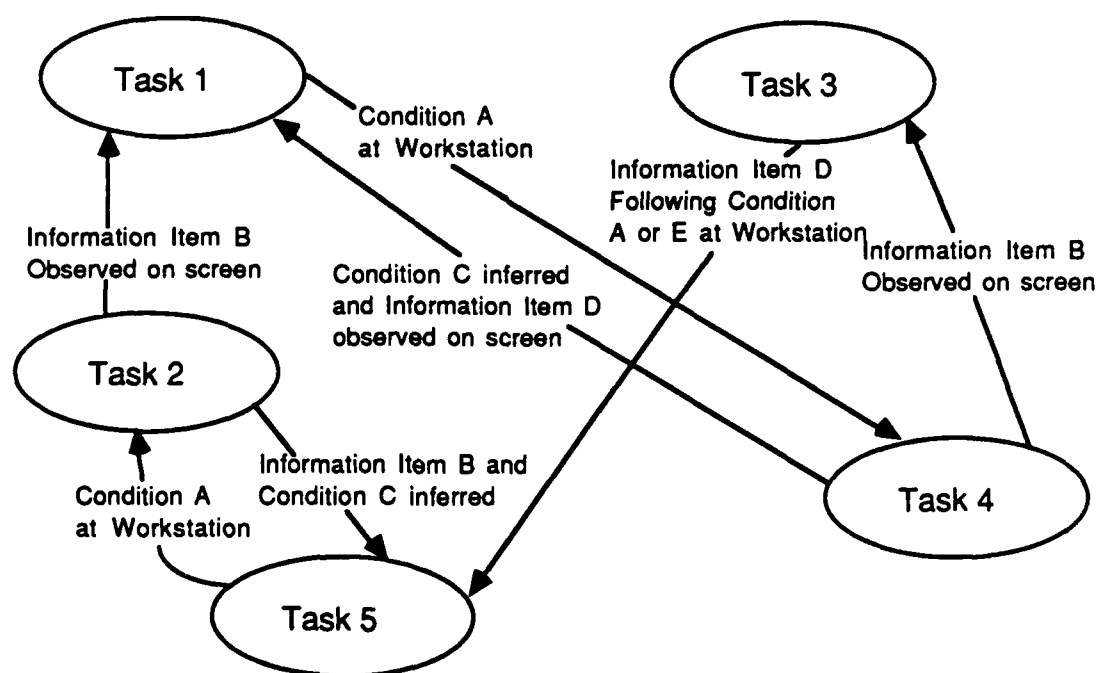 Task 1
Task 3
Condition A
at Workstation
Information Item D
Following Condition
A or E at Workstation
Information Item B
Observed on screen
Condition C inferred
and Information Item D
observed on screen
Information Item B
Observed on screen
Task 2
Information Item B and
Condition C inferred
Condition A
at Workstation
Task 4
Task 5